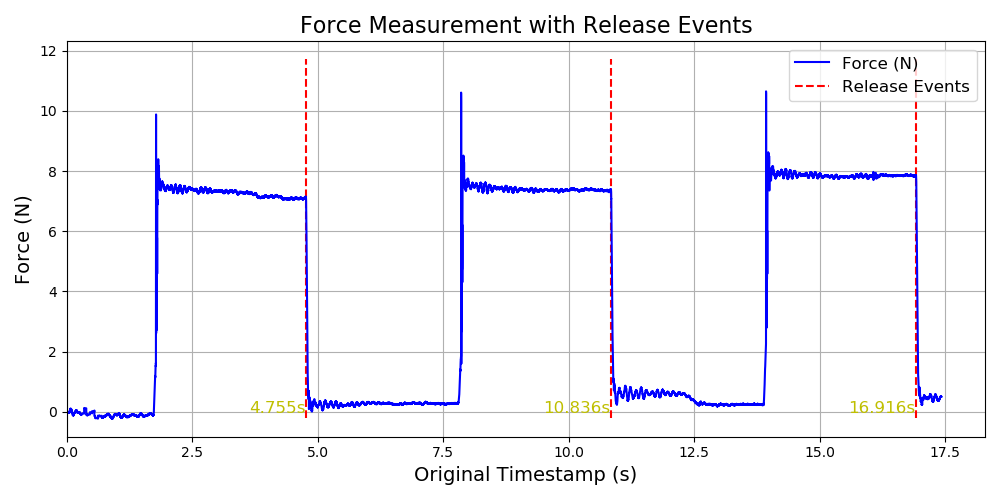 Force Measurement with Release Events
12
10
8
6
4
2
0
Force (N)
Force (N)
Release Events
4.755s
10.836s
16.916s
0.0
2.5
5.0
7.5
10.0
12.5
15.0
17.5
Original Timestamp (s)